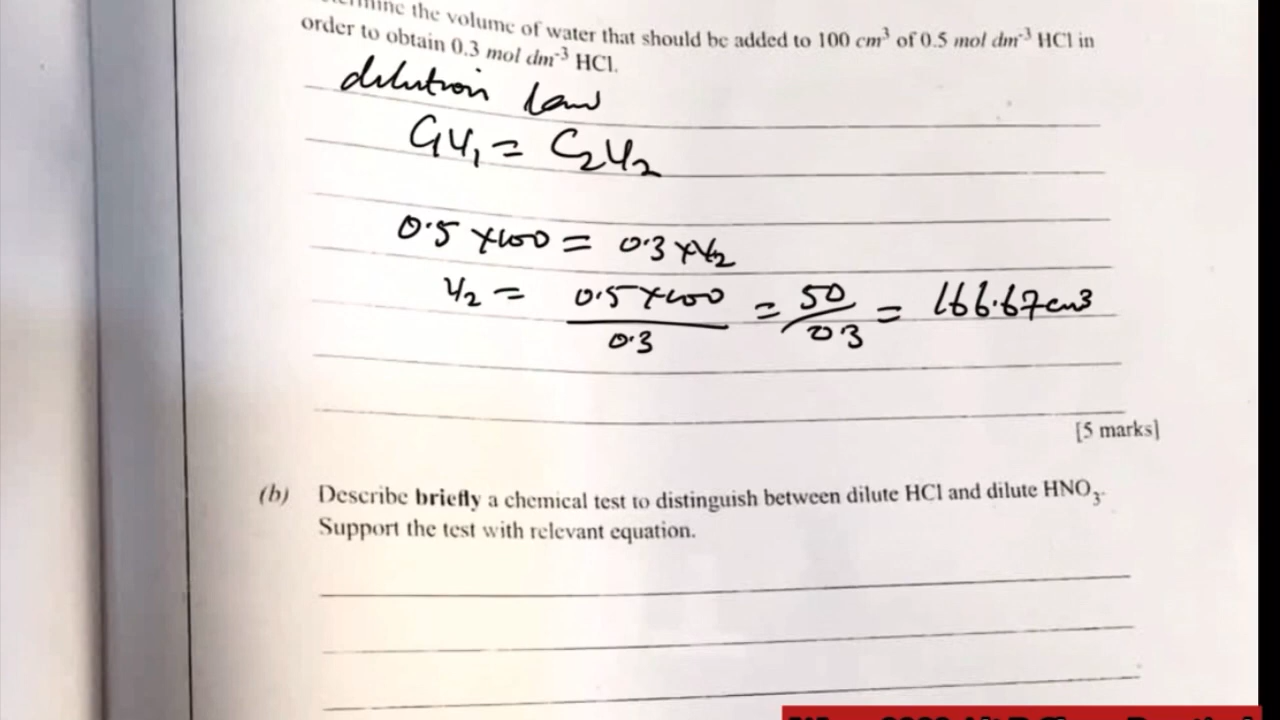 the volume of water that should be added to 100 cm³ of 0.5 mol dm⁻³ HCl in
order to obtain 0.3 mol dm⁻³ HCl.
dilution law
C₁V₁ = C₂V₂
0.5 × 100 = 0.3 × V₂
V₂ = 0.5 × 100 / 0.3 = 50 / 0.3 = 166.67 cm³
[5 marks]
(b) Describe briefly a chemical test to distinguish between dilute HCl and dilute HNO₃.
Support the test with relevant equation.